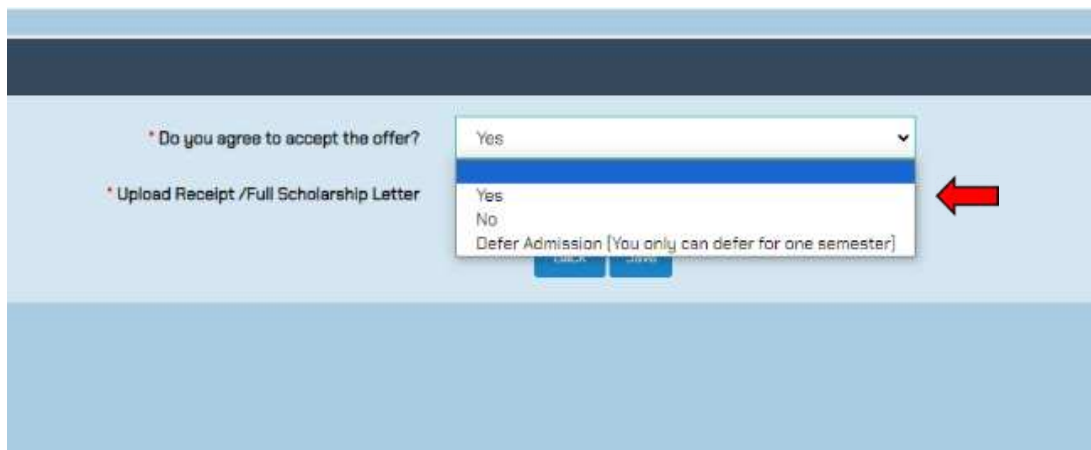 * Do you agree to accept the offer?
Yes
* Upload Receipt /Full Scholarship Letter
Yes
No
Defer Admission (You only can defer for one semester)